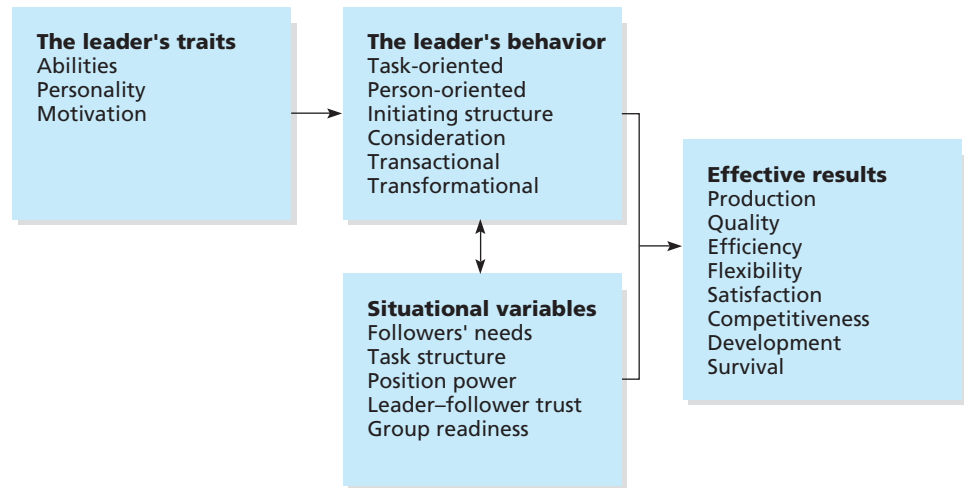 The leader's traits
Abilities
Personality
Motivation
The leader's behavior
Task-oriented
Person-oriented
Initiating structure
Consideration
Transactional
Transformational
Situational variables
Followers' needs
Task structure
Position power
Leader–follower trust
Group readiness
Effective results
Production
Quality
Efficiency
Flexibility
Satisfaction
Competitiveness
Development
Survival